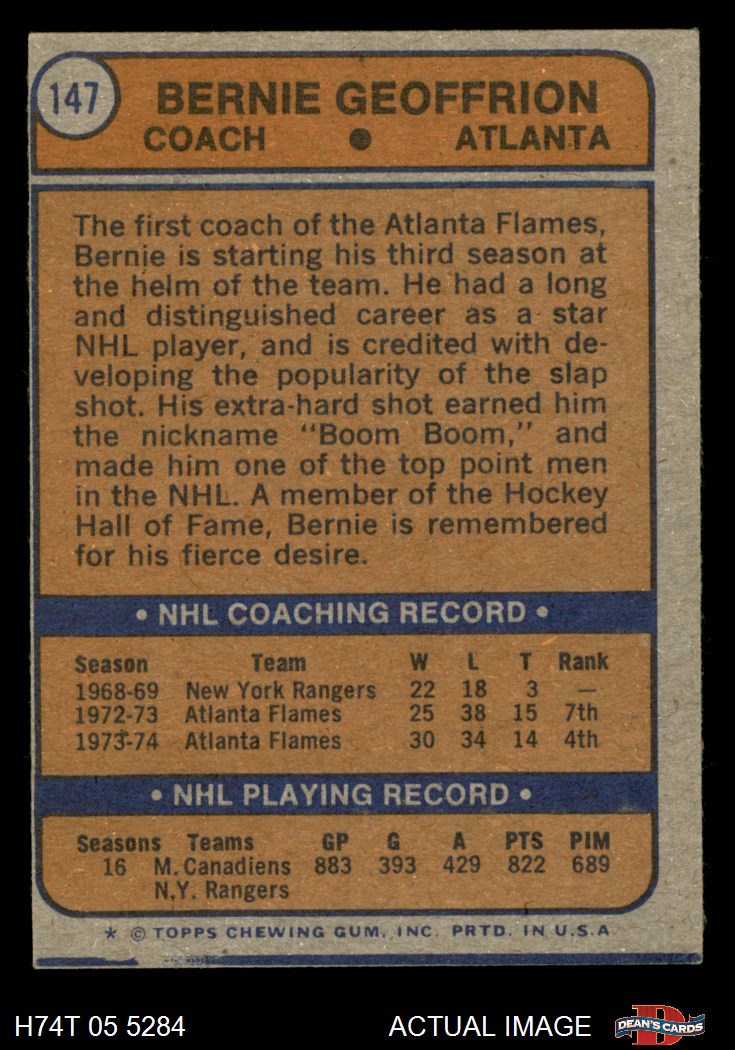 147
BERNIE GEOFFRION
COACH • ATLANTA
The first coach of the Atlanta Flames,
Bernie is starting his third season at
the helm of the team. He had a long
and distinguished career as a star
NHL player, and is credited with de-
veloping the popularity of the slap
shot. His extra-hard shot earned him
the nickname "Boom Boom," and
made him one of the top point men
in the NHL. A member of the Hockey
Hall of Fame, Bernie is remembered
for his fierce desire.
• NHL COACHING RECORD •
Season Team W L T Rank
1968-69 New York Rangers 22 18 3 —
1972-73 Atlanta Flames 25 38 15 7th
1973-74 Atlanta Flames 30 34 14 4th
• NHL PLAYING RECORD •
Seasons Teams GP G A PTS PIM
16 M. Canadiens 883 393 429 822 689
N.Y. Rangers
* © TOPPS CHEWING GUM, INC. PRTD. IN U.S.A
H74T 05 5284 ACTUAL IMAGE D DEAN'S CARDS